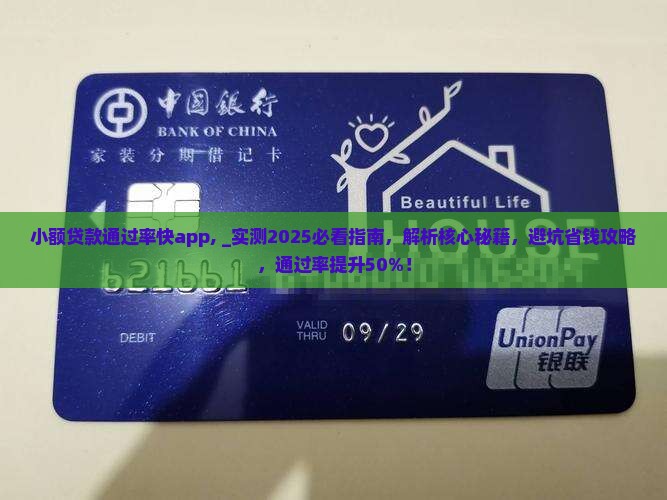 中国银行
BANK OF CHINA
家装分期借记卡
Beautiful Life
HOUSE
小额贷款通过率快app, _实测2025必看指南，解析核心秘籍，避坑省钱攻略
，通过率提升50%！
621661
DEBIT
VALID
THRU
09/29
UnionPay
银联